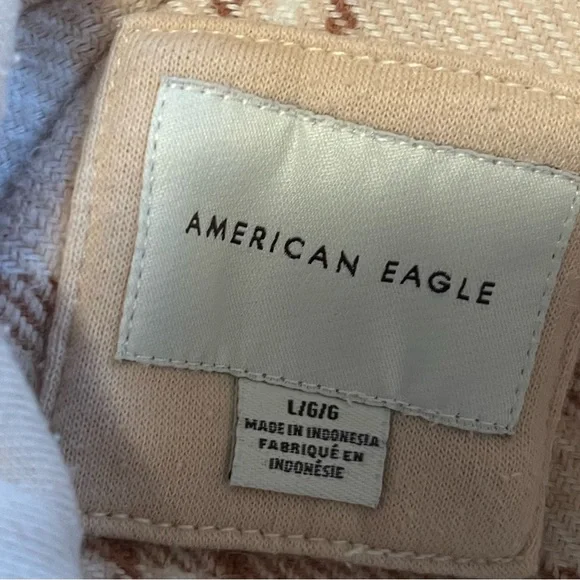 AMERICAN EAGLE
L/G/G
MADE IN INDONESIA
FABRIQUÉ EN
INDONÉSIE